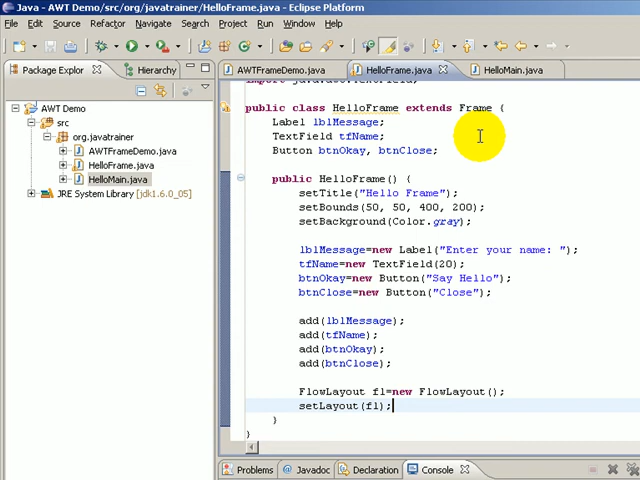 Java - AWT Demo/src/org/javatrainer/HelloFrame.java - Eclipse Platform
File Edit Source Refactor Navigate Search Project Run Window Help
Package Explor Hierarchy
AWTFrameDemo.java HelloFrame.java HelloMain.java
AWT Demo
src
org.javatrainer
AWTFrameDemo.java
HelloFrame.java
HelloMain.java
JRE System Library [jdk1.6.0_05]
public class HelloFrame extends Frame {
Label lblMessage;
TextField tfName;
Button btnOkay, btnClose;
public HelloFrame() {
setTitle("Hello Frame");
setBounds(50, 50, 400, 200);
setBackground(Color.gray);
lblMessage=new Label("Enter your name: ");
tfName=new TextField(20);
btnOkay=new Button("Say Hello");
btnClose=new Button("Close");
add(lblMessage);
add(tfName);
add(btnOkay);
add(btnClose);
FlowLayout fl=new FlowLayout();
setLayout(fl);
}
}
Problems Javadoc Declaration Console